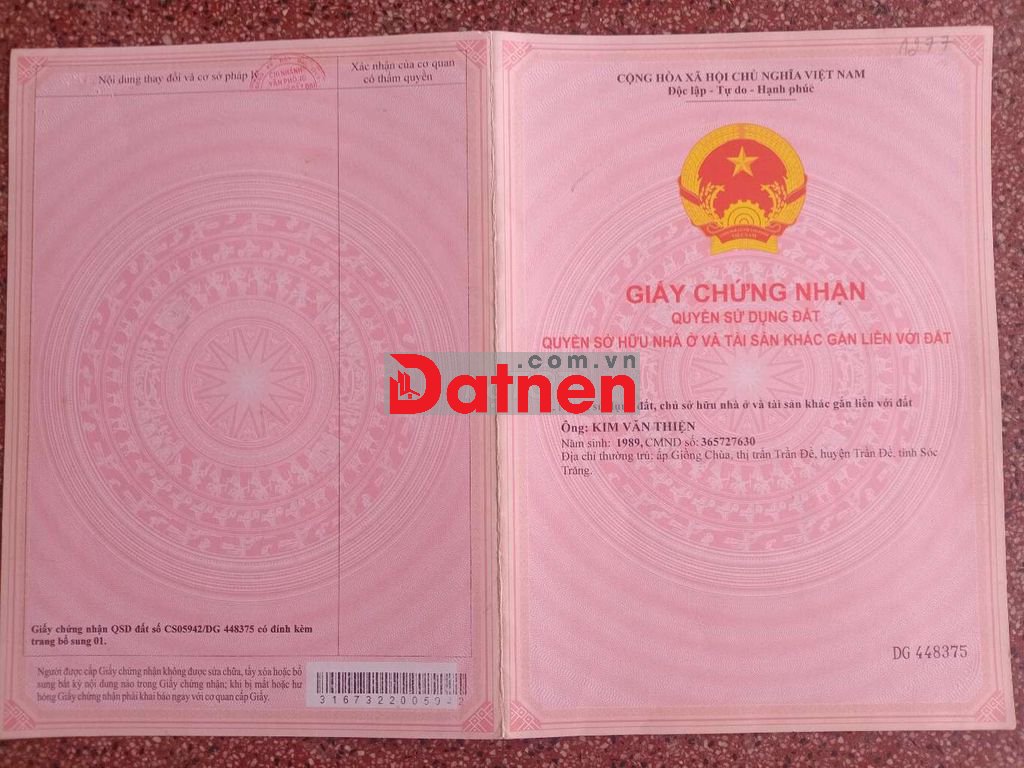 Nội dung thay đổi và cơ sở pháp lý
Xác nhận của cơ quan
có thẩm quyền
CHI NHÁNH
VĂN PHÒNG
Giấy chứng nhận QSD đất số CS05942/DG 448375 có đính kèm
trang bổ sung 01.
Người được cấp Giấy chứng nhận không được sửa chữa, tẩy xóa hoặc bổ
sung bất kỳ nội dung nào trong Giấy chứng nhận; khi bị mất hoặc hư
hỏng Giấy chứng nhận phải khai báo ngay với cơ quan cấp Giấy.
1297
CỘNG HÒA XÃ HỘI CHỦ NGHĨA VIỆT NAM
Độc lập - Tự do - Hạnh phúc
VIỆT NAM
GIẤY CHỨNG NHẬN
QUYỀN SỬ DỤNG ĐẤT
QUYỀN SỞ HỮU NHÀ Ở VÀ TÀI SẢN KHÁC GẮN LIỀN VỚI ĐẤT
.com.vn
Datnen
đất, chủ sở hữu nhà ở và tài sản khác gắn liền với đất
Ông: KIM VĂN THIỆN
Năm sinh: 1989, CMND số: 365727630
Địa chỉ thường trú: ấp Giồng Chùa, thị trấn Trần Đề, huyện Trần Đề, tỉnh Sóc
Trăng.
DG 448375